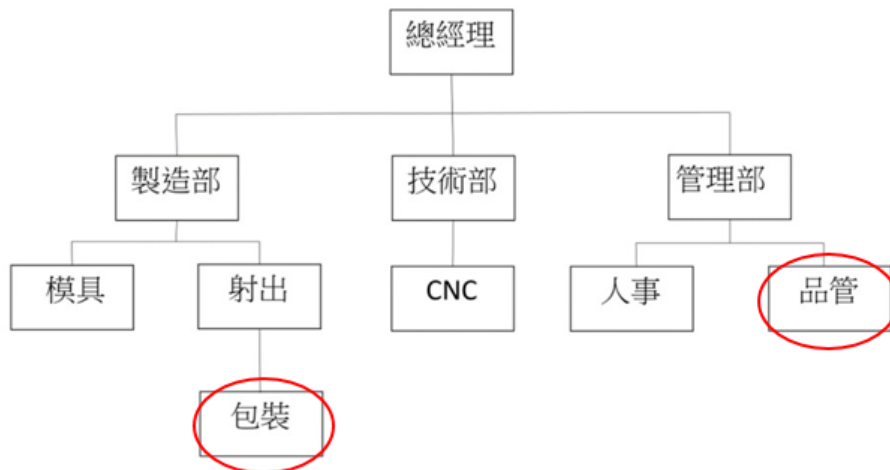 總經理
製造部
技術部
管理部
模具
射出
CNC
人事
品管
包裝